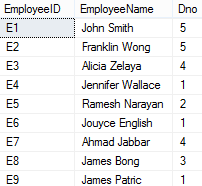 EmployeeID EmployeeName Dno
E1 John Smith 5
E2 Franklin Wong 5
E3 Alicia Zelaya 4
E4 Jennifer Wallace 1
E5 Ramesh Narayan 2
E6 Jouyce English 1
E7 Ahmad Jabbar 4
E8 James Bong 3
E9 James Patric 1